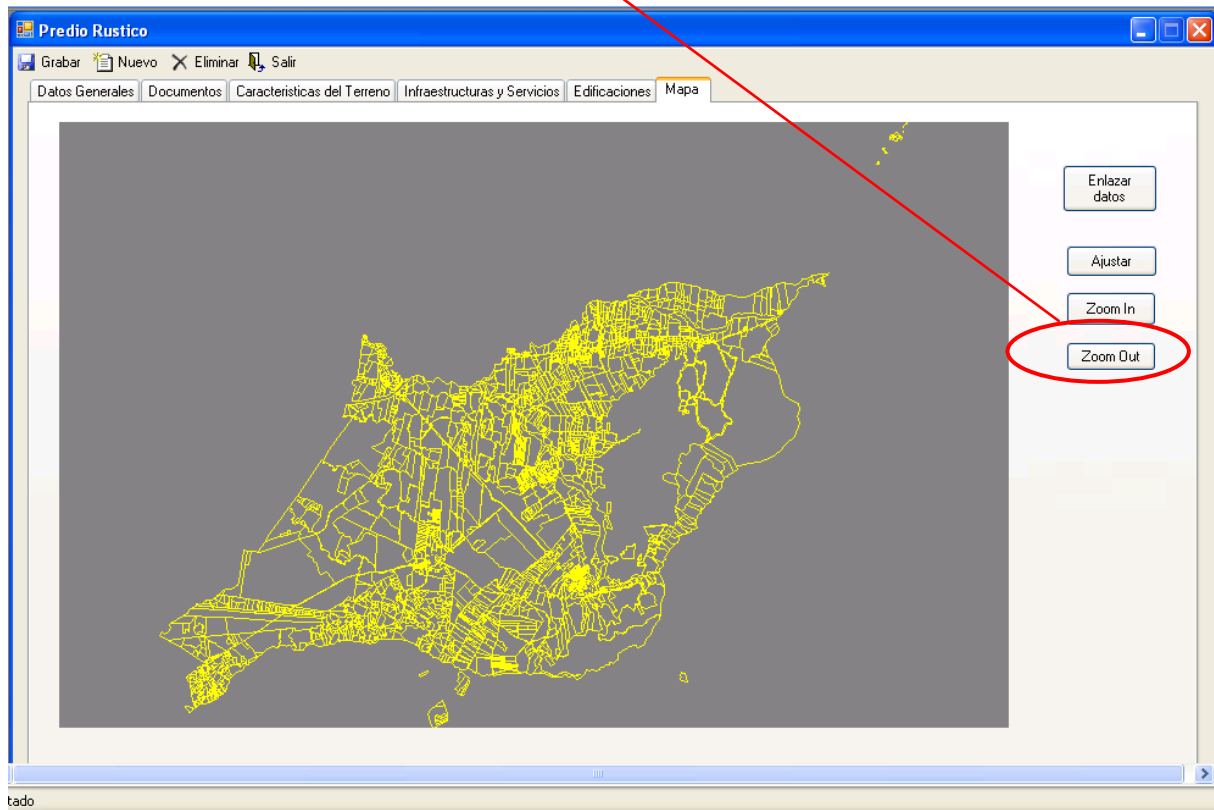 Predio Rustico
Grabar Nuevo Eliminar Salir
Datos Generales Documentos Caracteristicas del Terreno Infraestructuras y Servicios Edificaciones Mapa
Enlazar
datos
Ajustar
Zoom In
Zoom Out
tado